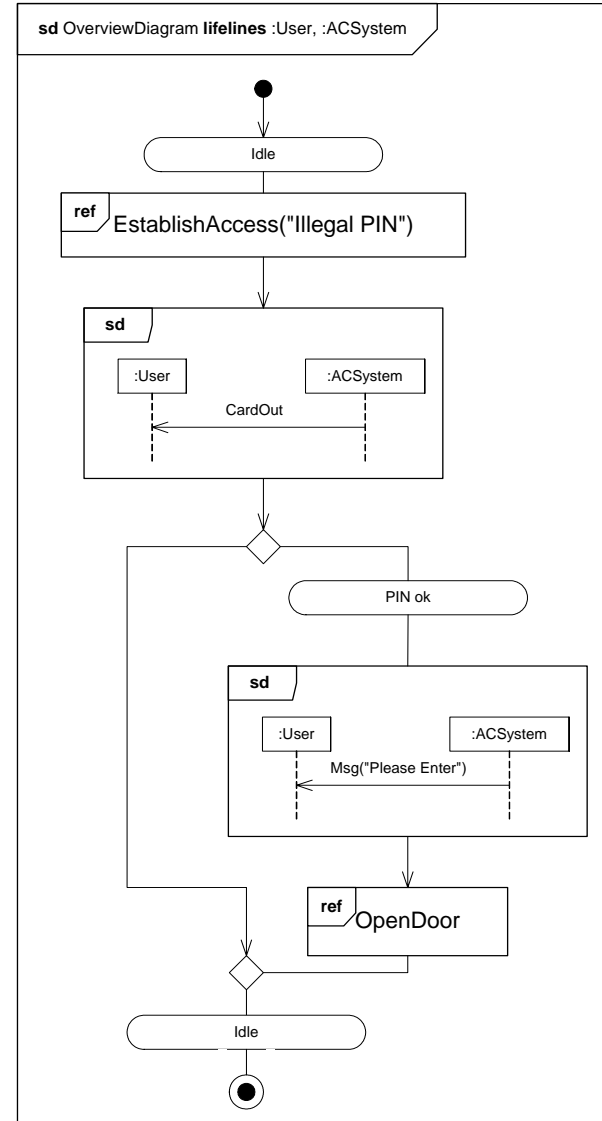 sd OverviewDiagram lifelines :User, :ACSystem
Idle
ref
EstablishAccess("Illegal PIN")
sd
:User
:ACSystem
CardOut
PIN ok
sd
:User
:ACSystem
Msg("Please Enter")
ref
OpenDoor
Idle